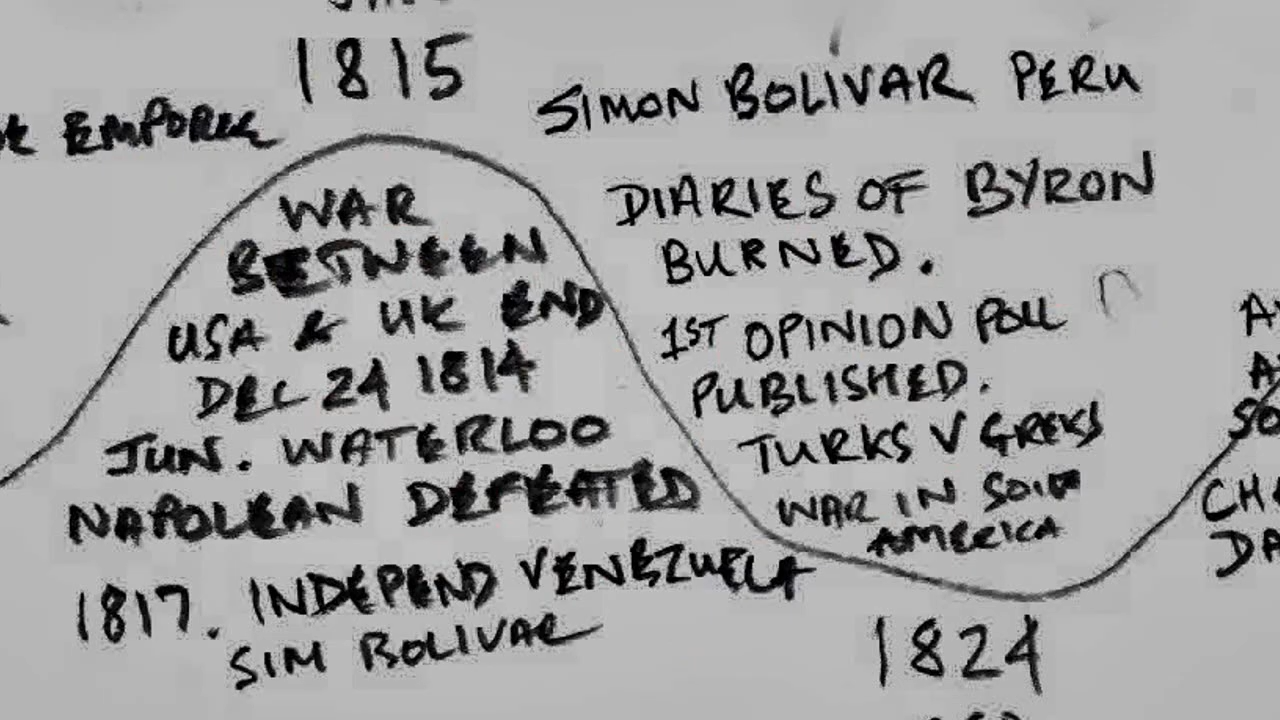 1815
EMPORER
WAR
BETWEEN
USA & UK END
DEC 24 1814
JUN. WATERLOO
NAPOLEAN DEFEATED
1817. INDEPEND VENEZUELA
SIM BOLIVAR
SIMON BOLIVAR PERU
DIARIES OF BYRON
BURNED.
1ST OPINION POLL
PUBLISHED.
TURKS V GREKS
WAR IN
AMERICA
1824